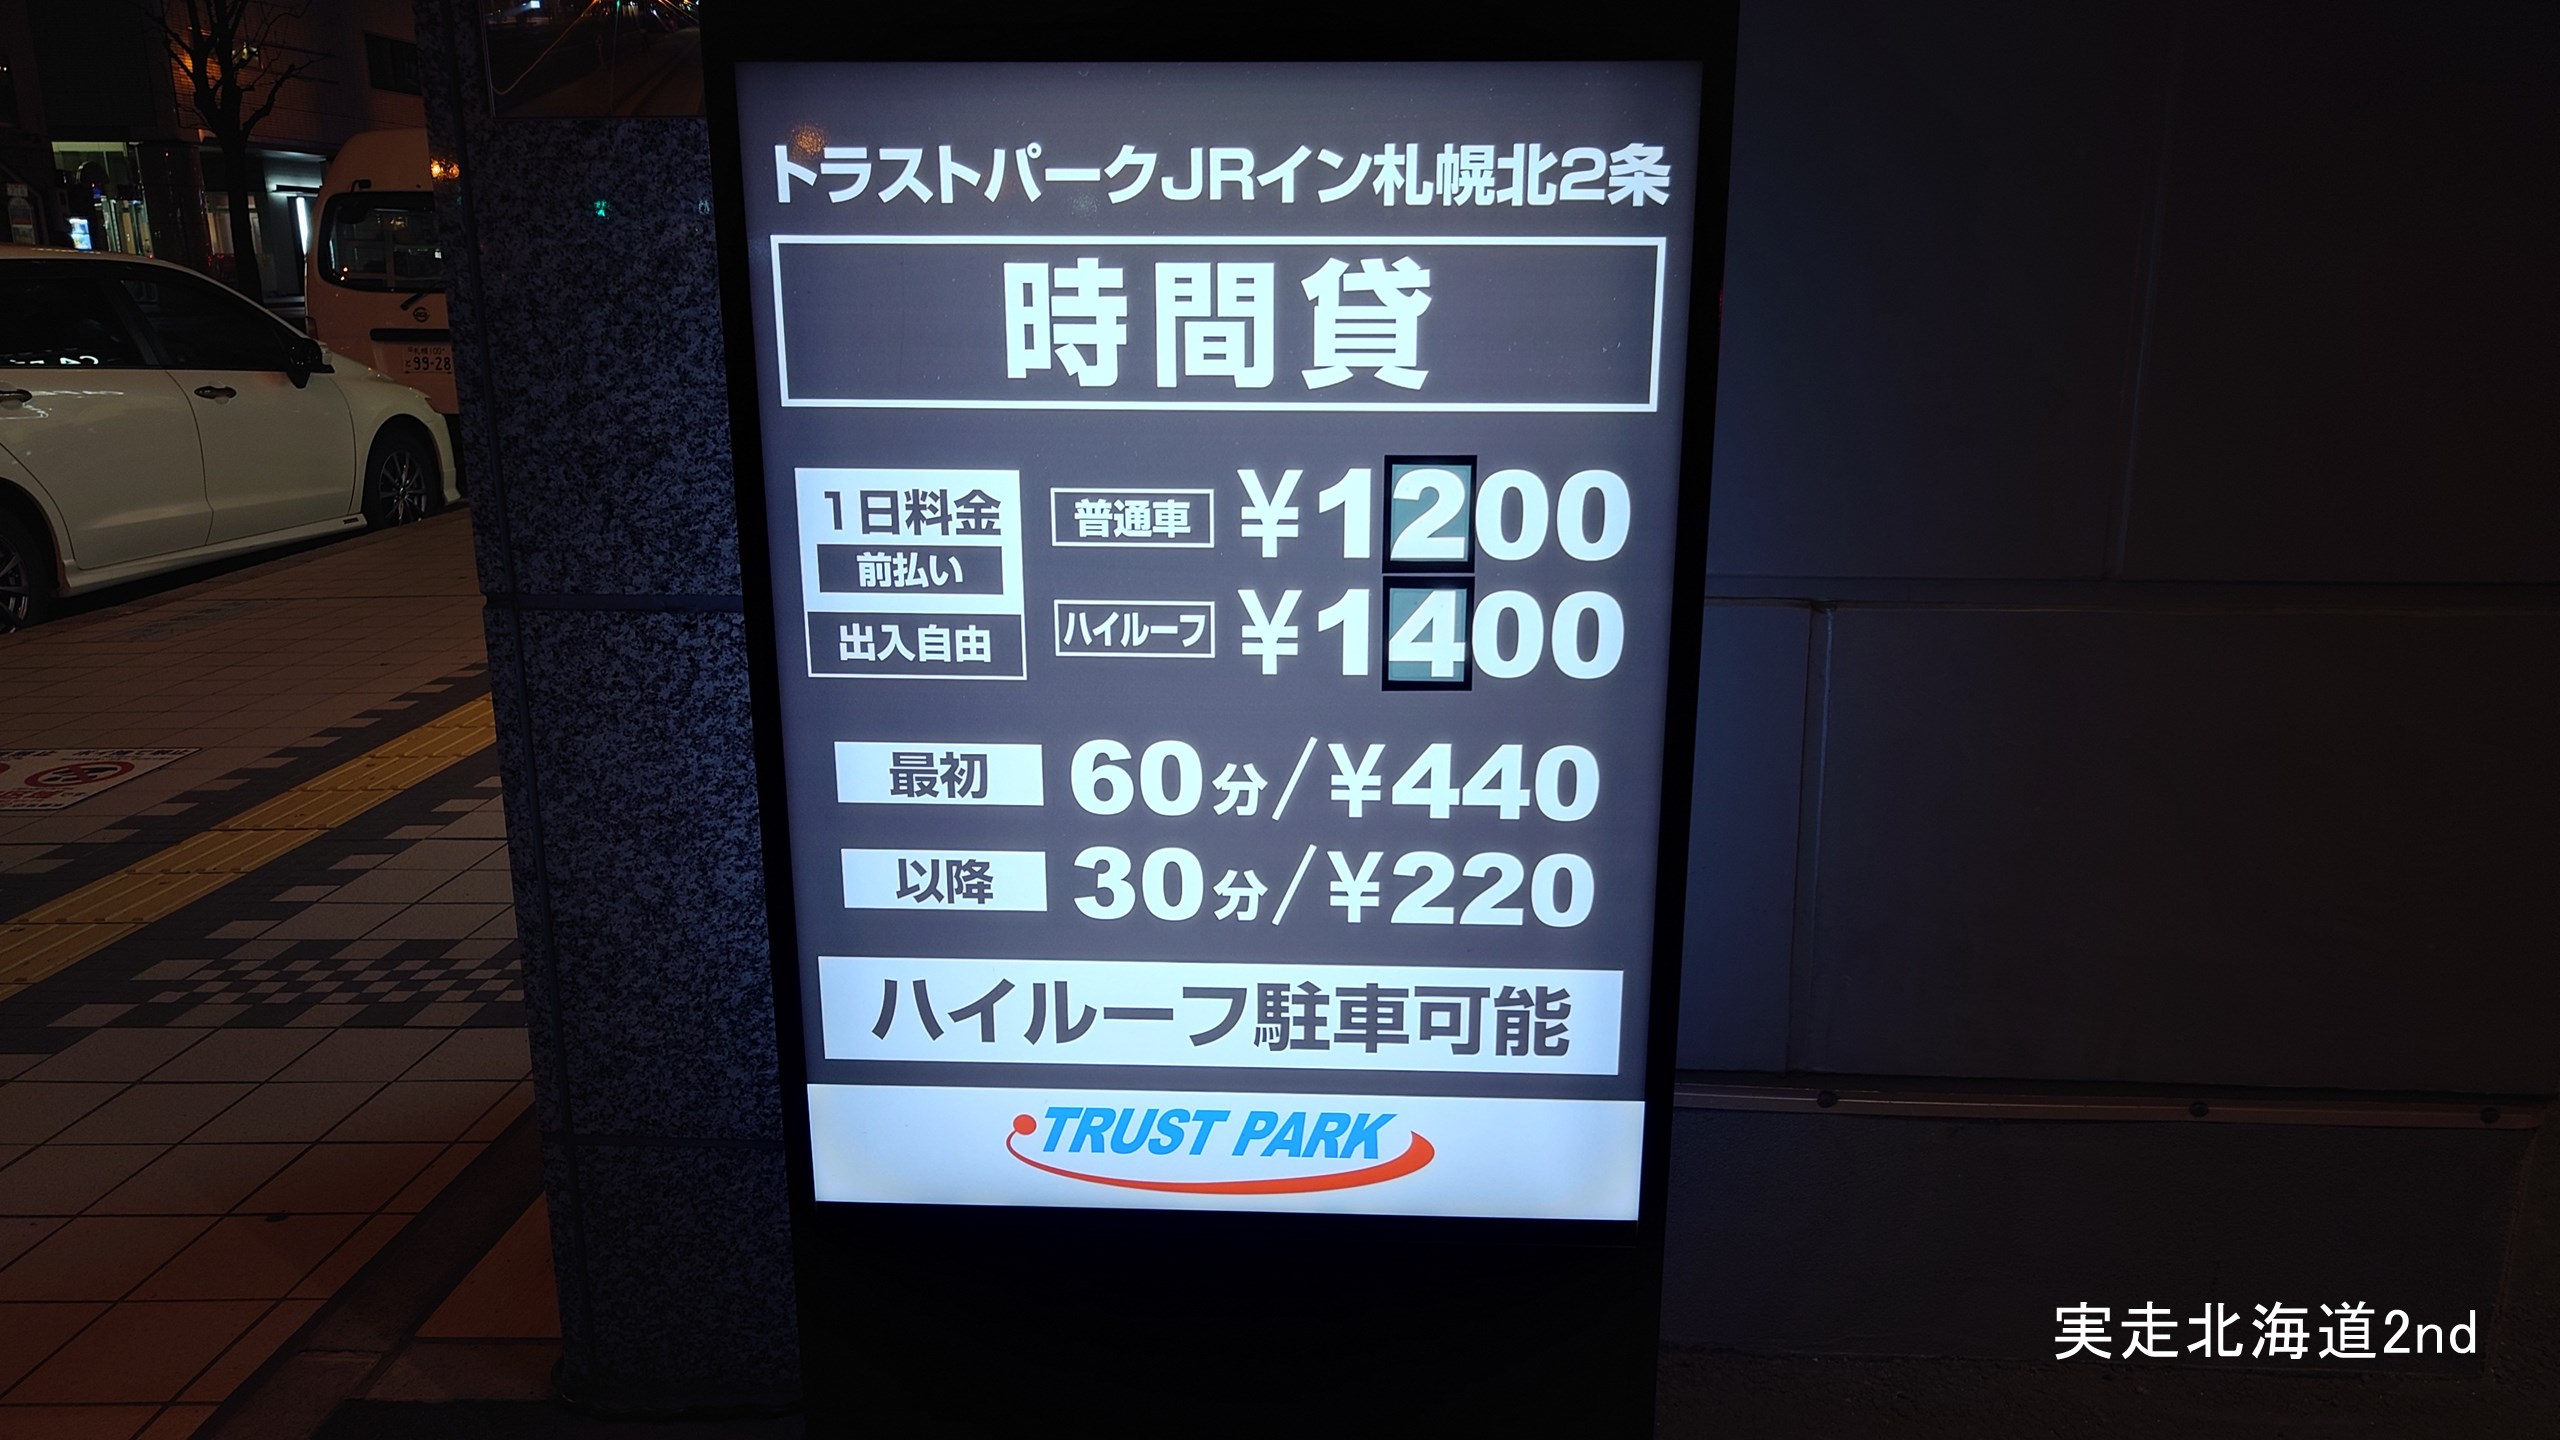 トラストパークJRイン札幌北2条
時間貸
1日料金
前払い
出入自由
普通車 ¥1200
ハイルーフ ¥1400
最初 60分/¥440
以降 30分/¥220
ハイルーフ駐車可能
TRUST PARK
99-28
実走北海道2nd